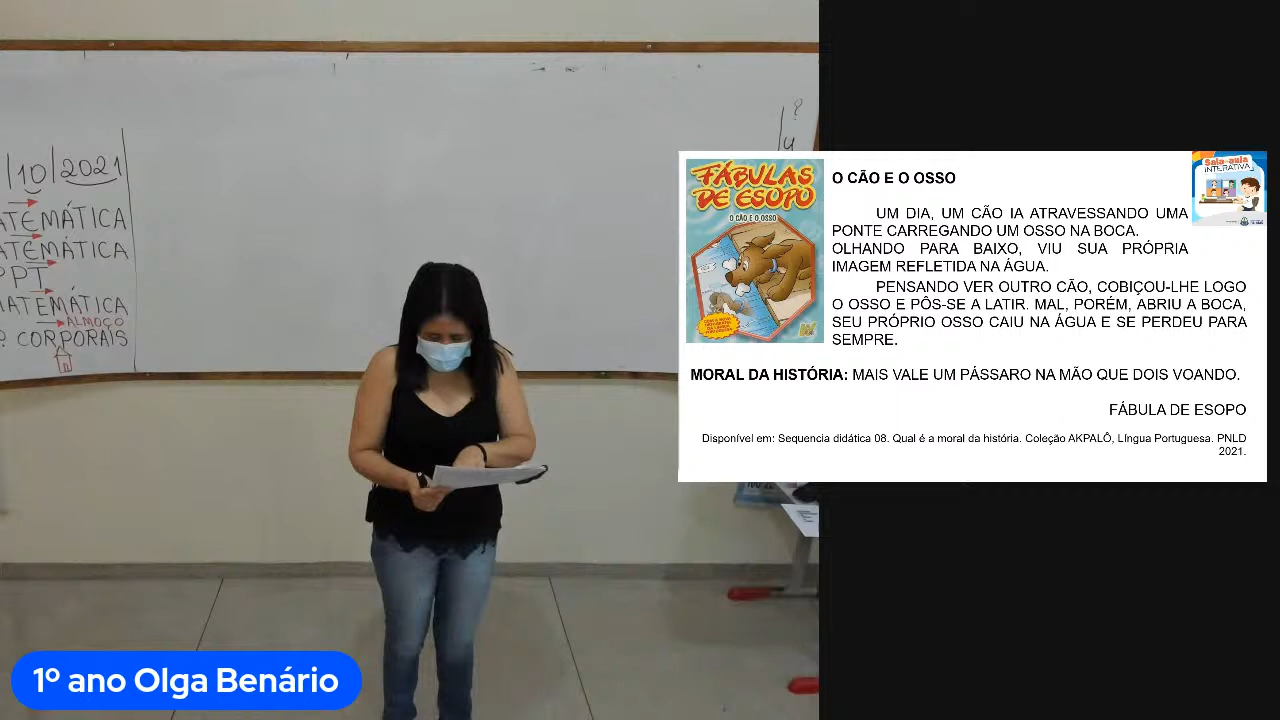 |10|2021
ATEMÁTICA
ATEMÁTICA
PPT
MATEMÁTICA
ALMOÇO
CORPORAIS
?
4
FÁBULAS
DE ESOPO
O CÃO E O OSSO
Sala de aula
INTERATIVA
O CÃO E O OSSO
UM DIA, UM CÃO IA ATRAVESSANDO UMA
PONTE CARREGANDO UM OSSO NA BOCA.
OLHANDO PARA BAIXO, VIU SUA PRÓPRIA
IMAGEM REFLETIDA NA ÁGUA.
PENSANDO VER OUTRO CÃO, COBIÇOU-LHE LOGO
O OSSO E PÔS-SE A LATIR. MAL, PORÉM, ABRIU A BOCA,
SEU PRÓPRIO OSSO CAIU NA ÁGUA E SE PERDEU PARA
SEMPRE.
MORAL DA HISTÓRIA: MAIS VALE UM PÁSSARO NA MÃO QUE DOIS VOANDO.
FÁBULA DE ESOPO
Disponível em: Sequencia didática 08. Qual é a moral da história. Coleção AKPALÔ, Língua Portuguesa. PNLD
2021.
1º ano Olga Benário